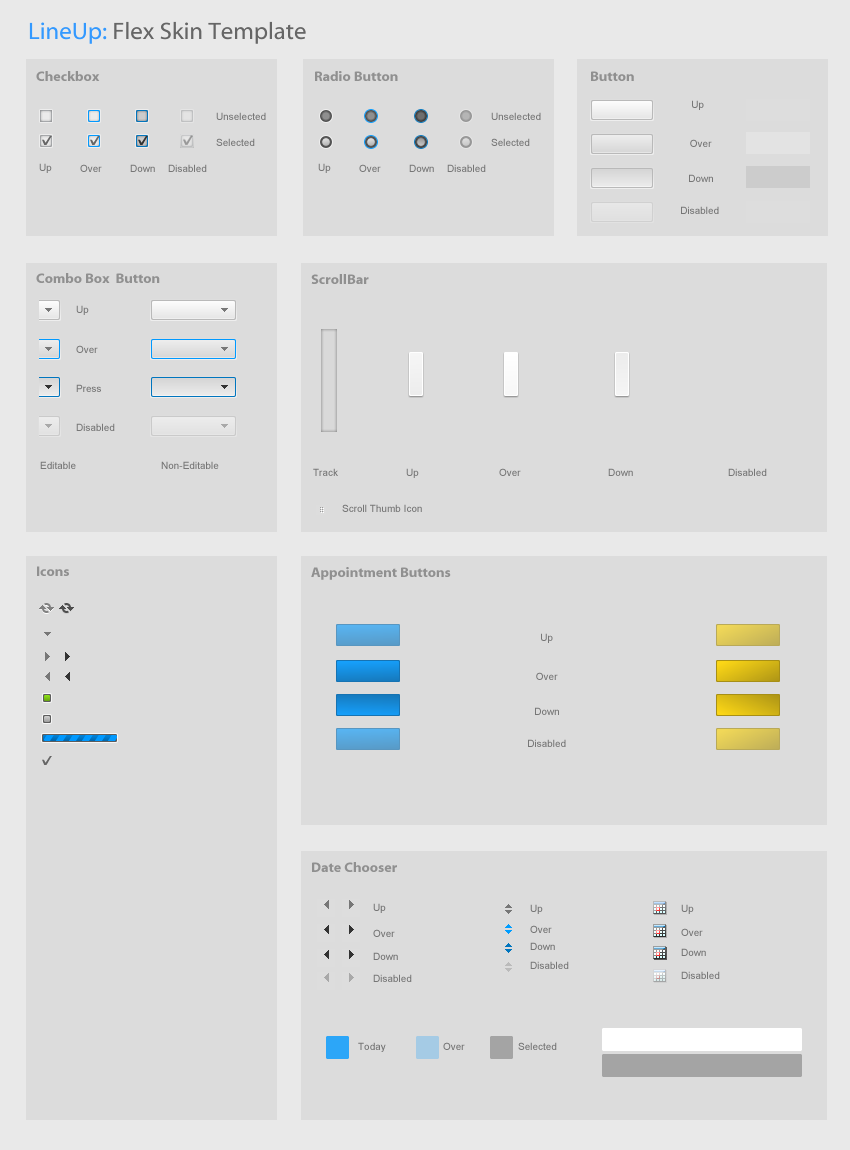 LineUp: Flex Skin Template
Checkbox
Unselected
Selected
Up Over Down Disabled
Radio Button
Unselected
Selected
Up Over Down Disabled
Button
Up
Over
Down
Disabled
Combo Box Button
Up
Over
Press
Disabled
Editable Non-Editable
ScrollBar
Track Up Over Down Disabled
Scroll Thumb Icon
Icons
Appointment Buttons
Up
Over
Down
Disabled
Date Chooser
Up Up Up
Over Over Over
Down Down Down
Disabled Disabled Disabled
Today Over Selected